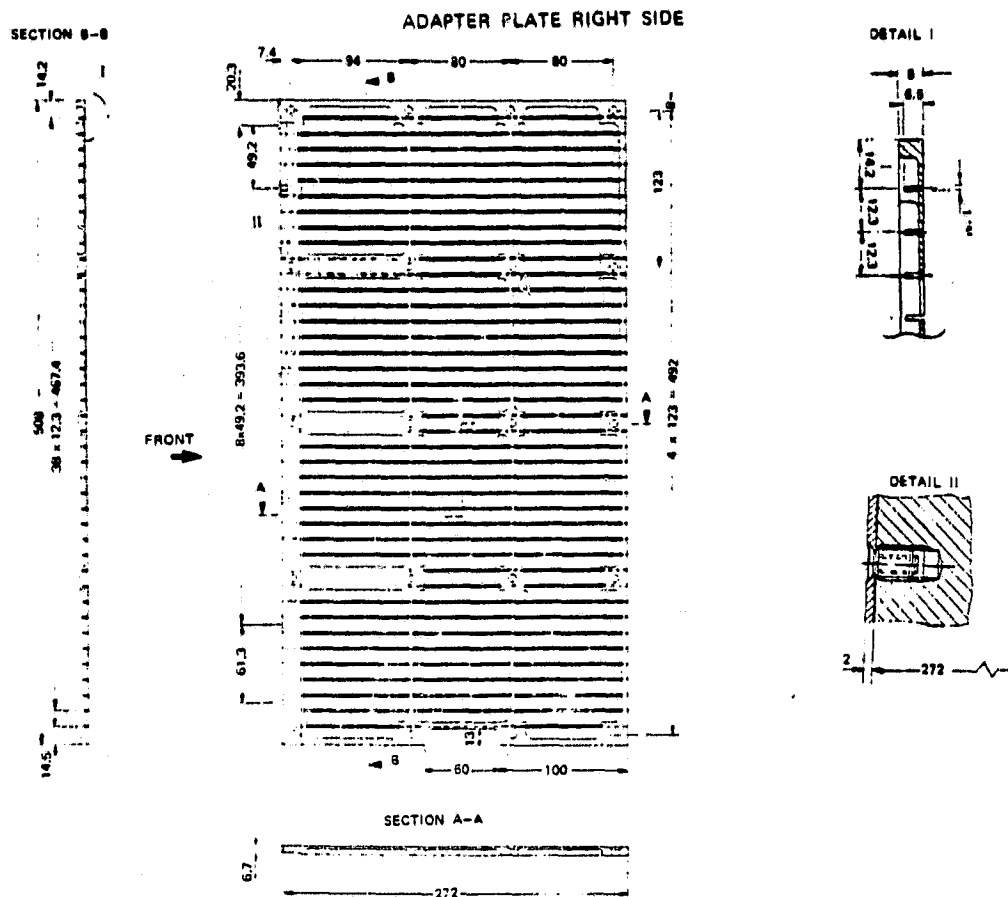 ADAPTER PLATE RIGHT SIDE
SECTION B-B
DETAIL I
7.4
94
80
80
B
14.2
I
20.3
8
6.5
49.2
123
14.2
12.3
12.3
II
508
38 x 12.3 = 467.4
8x49.2 = 393.6
4 x 123 = 492
A
FRONT
A
DETAIL II
61.3
2
272
14.5
13
B
60
100
SECTION A-A
6.7
272